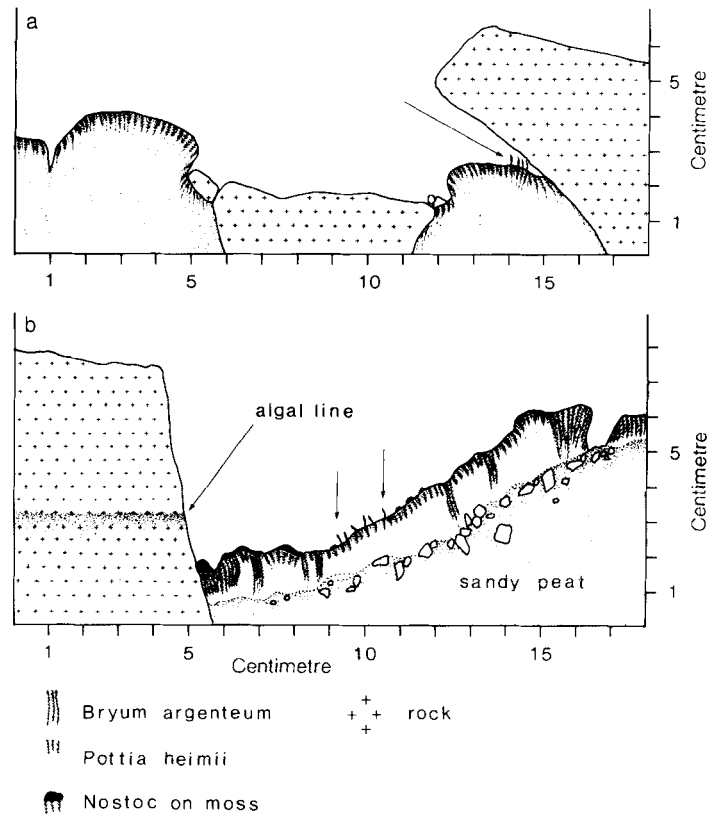 a
5
Centimetre
1
1 5 10 15
b
algal line
5
Centimetre
sandy peat
1
1 5 10 15
Centimetre
Bryum argenteum
rock
Pottia heimii
Nostoc on moss